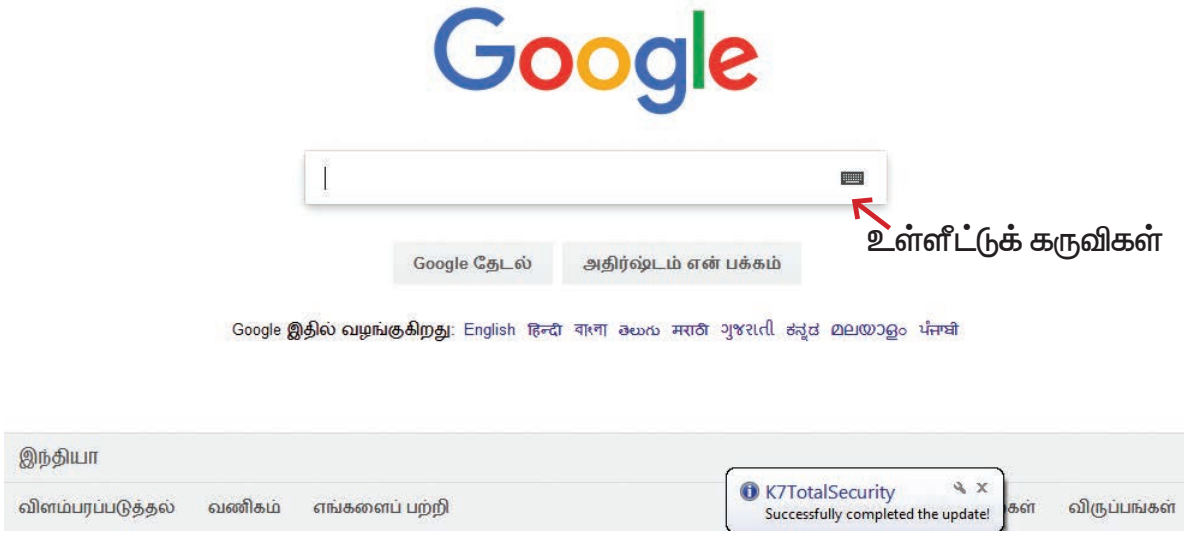 Google
உள்ளீட்டுக் கருவிகள்
Google தேடல் அதிர்ஷ்டம் என் பக்கம்
Google இதில் வழங்குகிறது: English हिन्दी বাংলা తెలుగు मराठी ગુજરાતી ಕನ್ನಡ മലയാളം ਪੰਜਾਬੀ
இந்தியா
K7TotalSecurity X
விளம்பரப்படுத்தல் வணிகம் எங்களைப் பற்றி Successfully completed the update! விருப்பங்கள்